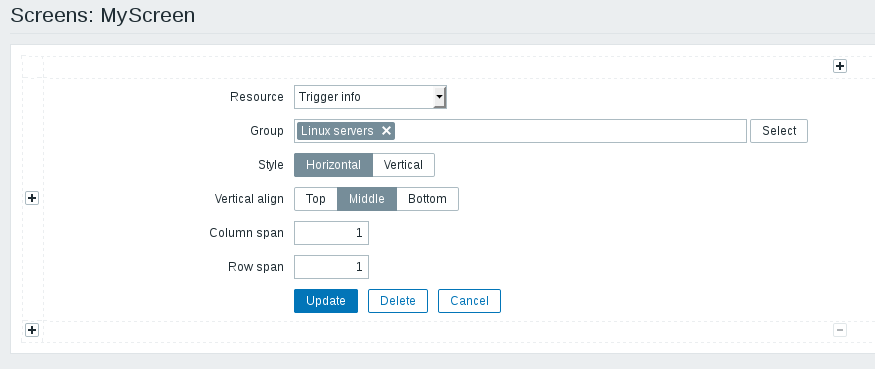 Screens: MyScreen
Resource Trigger info
Group Linux servers Select
Style Horizontal Vertical
Vertical align Top Middle Bottom
Column span 1
Row span 1
Update Delete Cancel